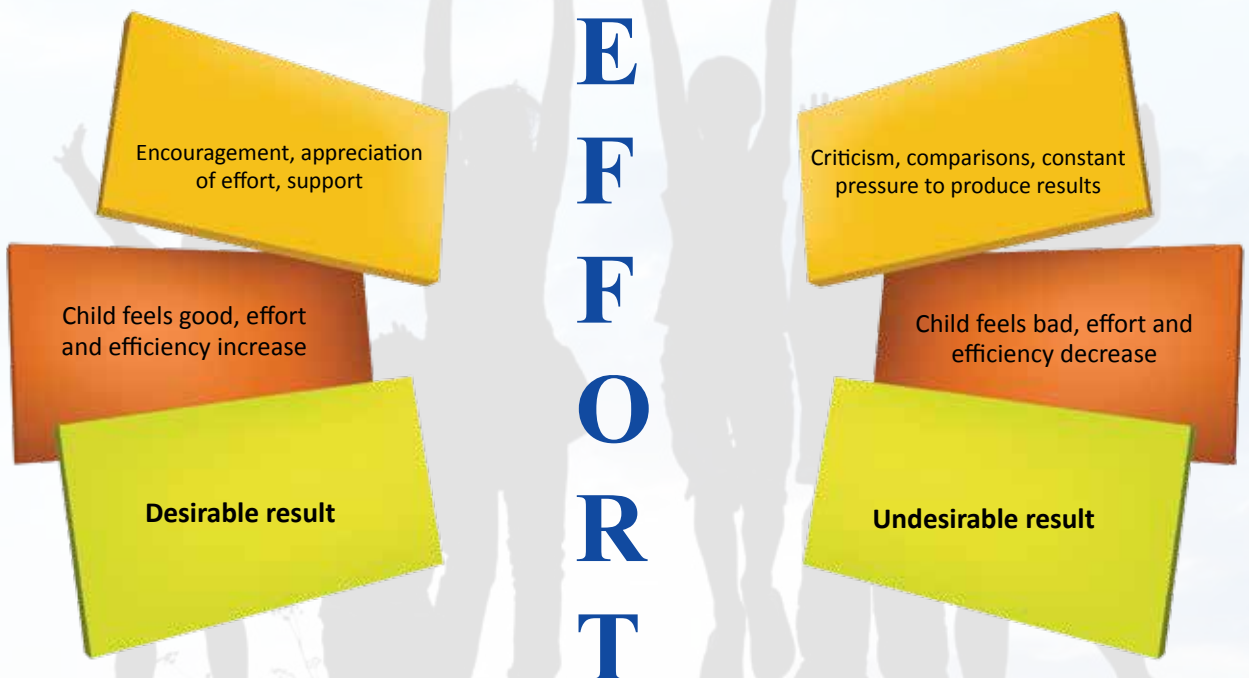 EFFORT
Encouragement, appreciation
of effort, support
Child feels good, effort
and efficiency increase
Desirable result
Criticism, comparisons, constant
pressure to produce results
Child feels bad, effort and
efficiency decrease
Undesirable result